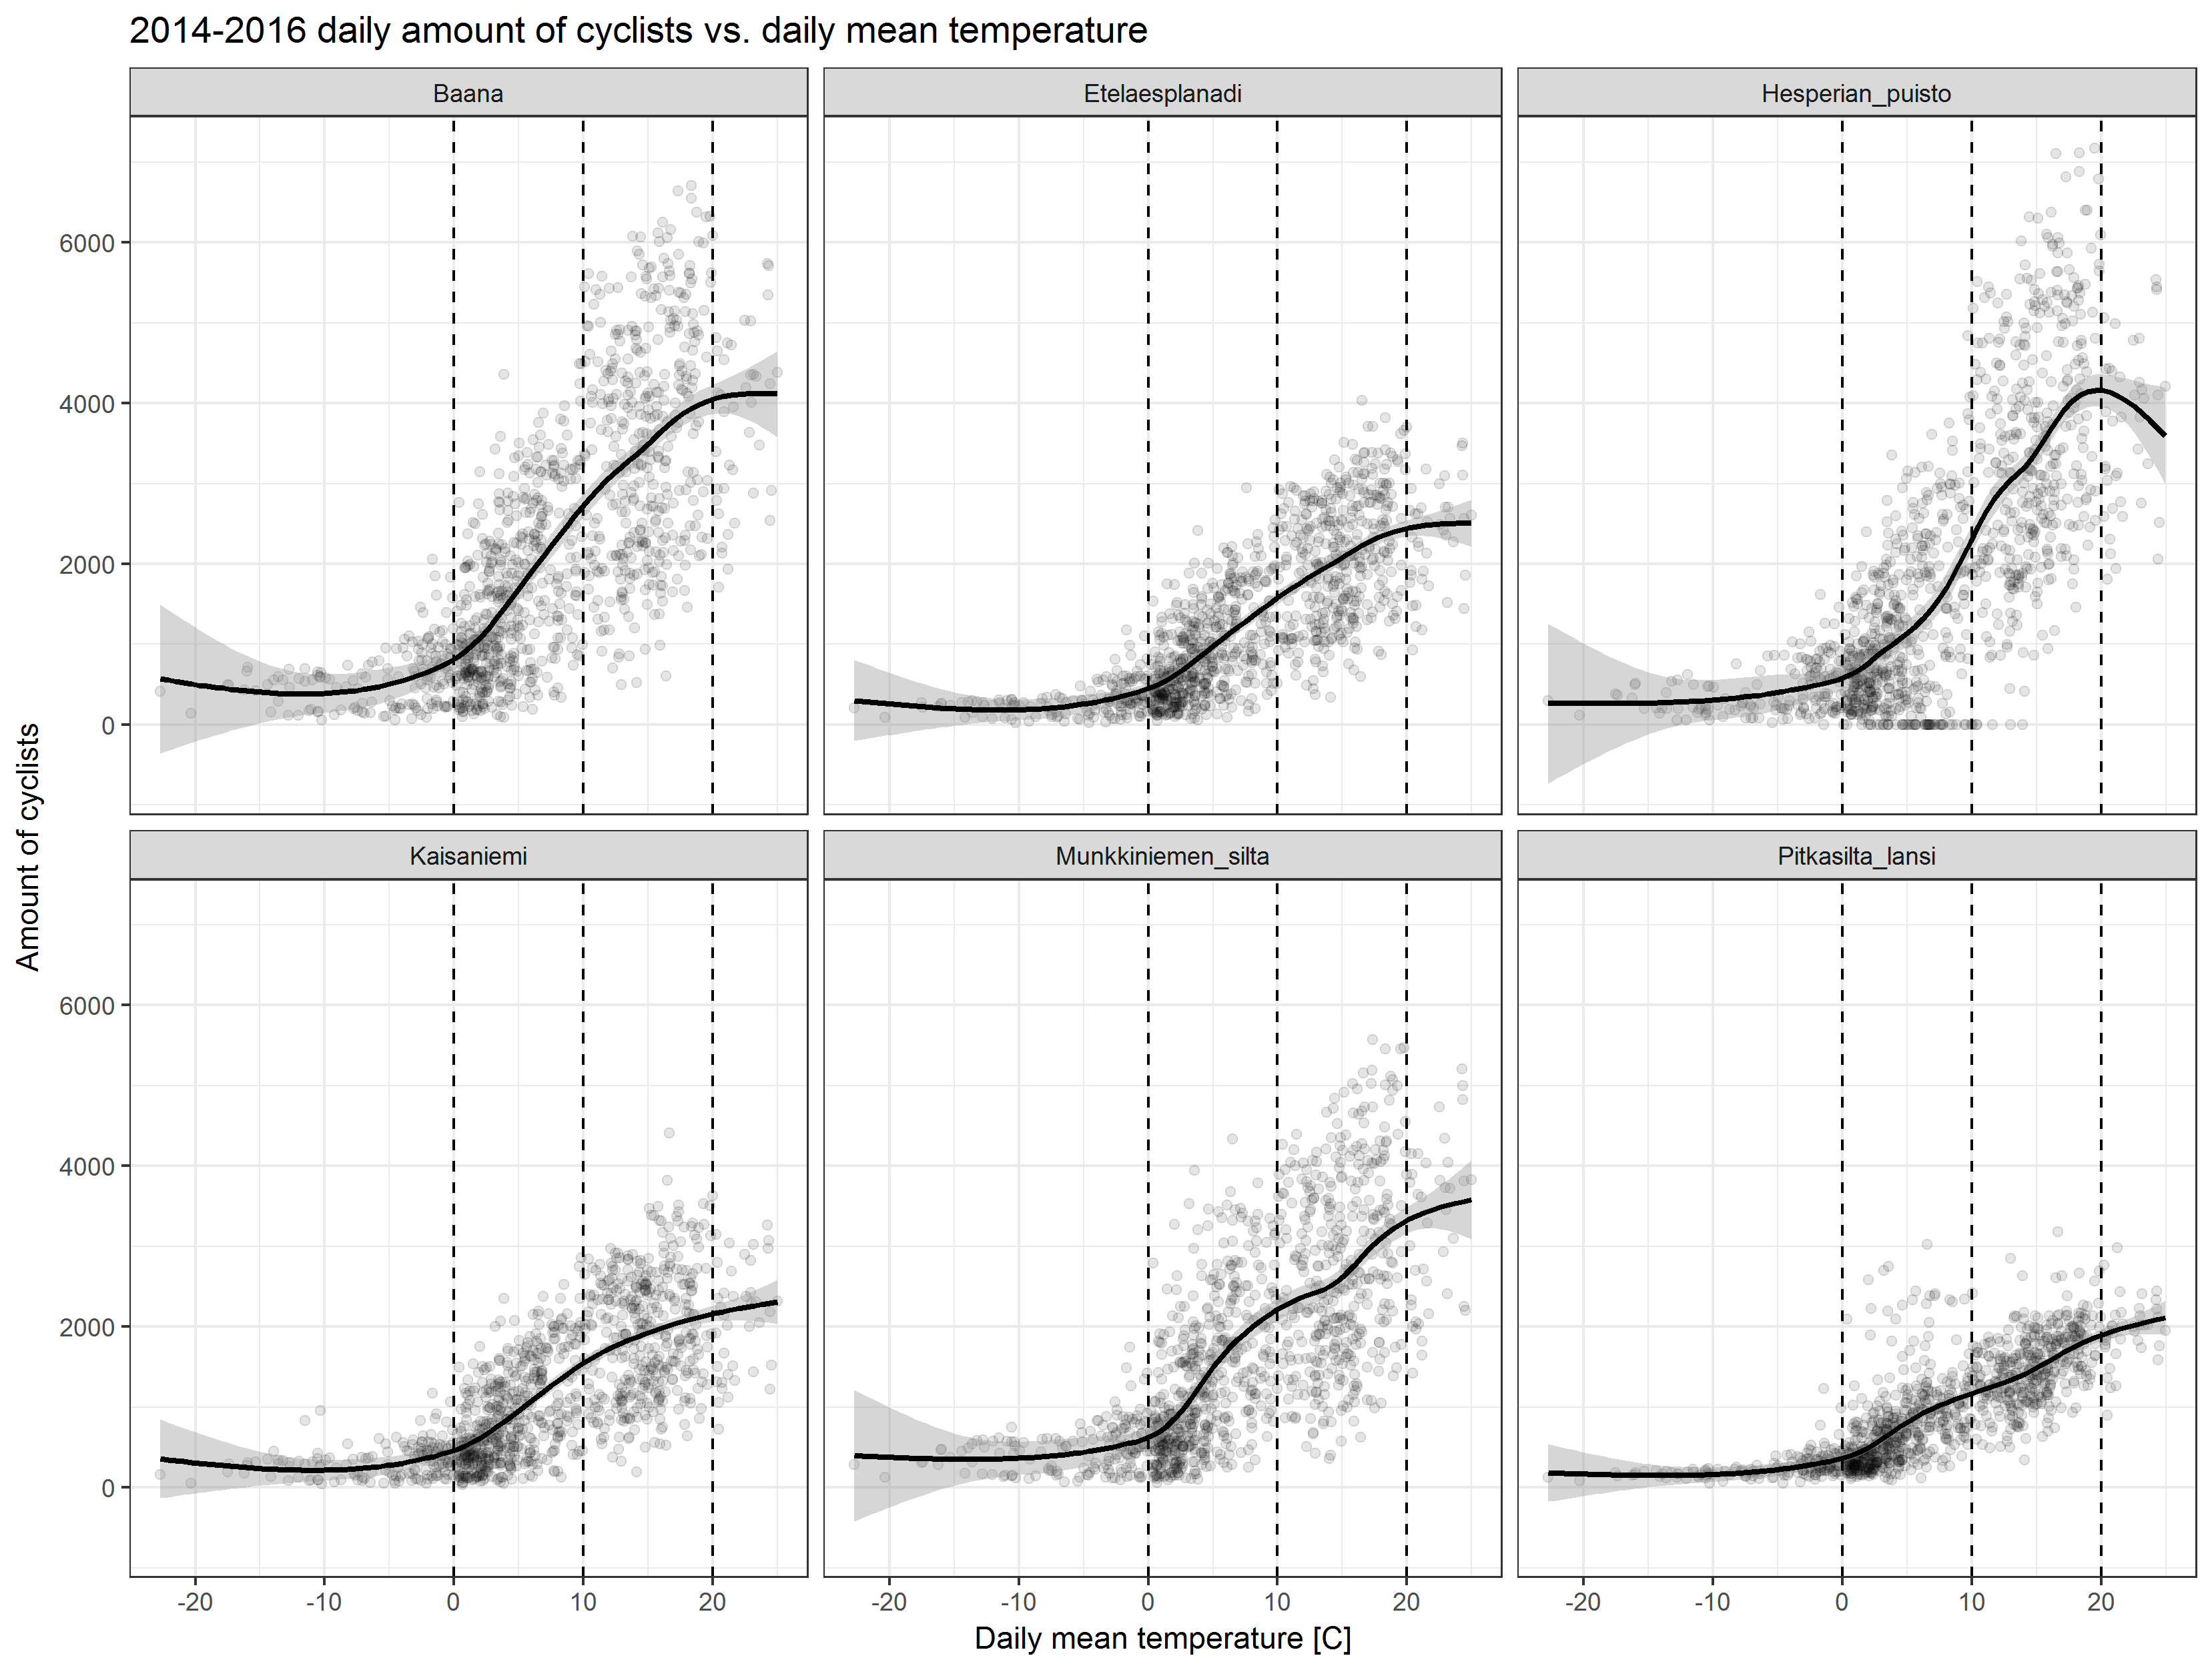 2014-2016 daily amount of cyclists vs. daily mean temperature
Baana
Etelaesplanadi
Hesperian_puisto
6000
4000
2000
0
Amount of cyclists
Kaisaniemi
Munkkiniemen_silta
Pitkasilta_lansi
6000
4000
2000
0
-20 -10 0 10 20
-20 -10 0 10 20
-20 -10 0 10 20
Daily mean temperature [C]